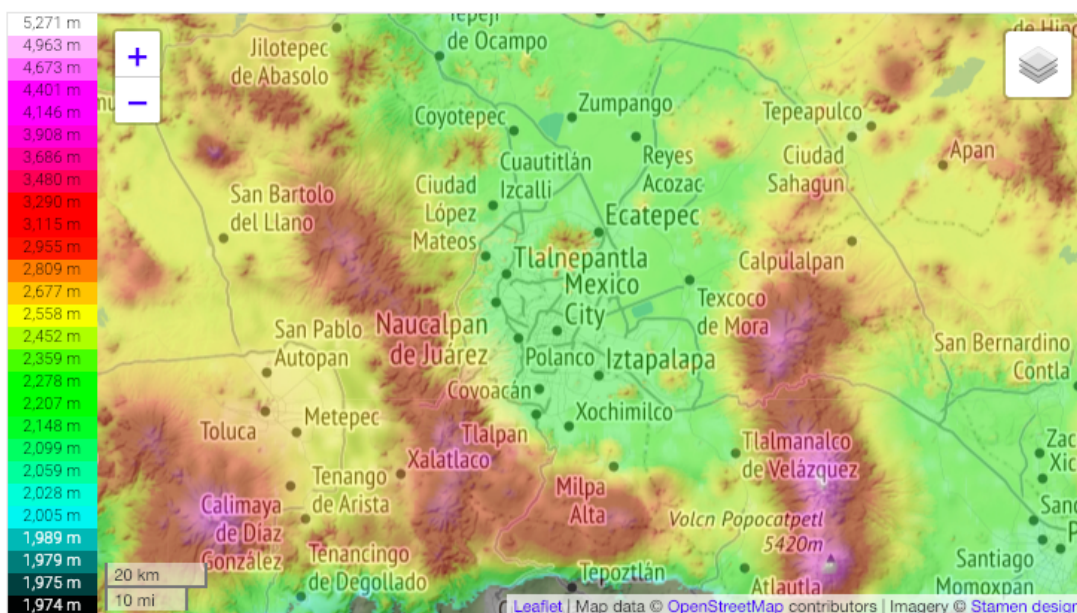 5,271 m
4,963 m
4,673 m
4,401 m
4,146 m
3,908 m
3,686 m
3,480 m
3,290 m
3,115 m
2,955 m
2,809 m
2,677 m
2,558 m
2,452 m
2,359 m
2,278 m
2,207 m
2,148 m
2,099 m
2,059 m
2,028 m
2,005 m
1,989 m
1,979 m
1,975 m
1,974 m
+
−
Tepeji
de Ocampo
Jilotepec
de Abasolo
Zumpango
Coyotepec
Tepeapulco
Reyes
Acozac
Ciudad
Sahagun
Apan
Cuautitlán
Izcalli
San Bartolo
del Llano
Ciudad
López
Mateos
Ecatepec
Tlalnepantla
Mexico
City
Calpulalpan
Texcoco
de Mora
San Pablo
Autopan
Naucalpan
de Juárez
Polanco
Iztapalapa
San Bernardino
Contla
Coyoacán
Xochimilco
Metepec
Toluca
Tlalpan
Xalatlaco
Tlalmanalco
de Velázquez
Tenango
de Arista
Milpa
Alta
Calimaya
de Díaz
González
Volcn Popocatpetl
5420m
Tenancingo
de Degollado
Tepoztlán
Atlautla
Santiago
Momoxpan
20 km
10 mi
Leaflet | Map data © OpenStreetMap contributors | Imagery © Stamen design